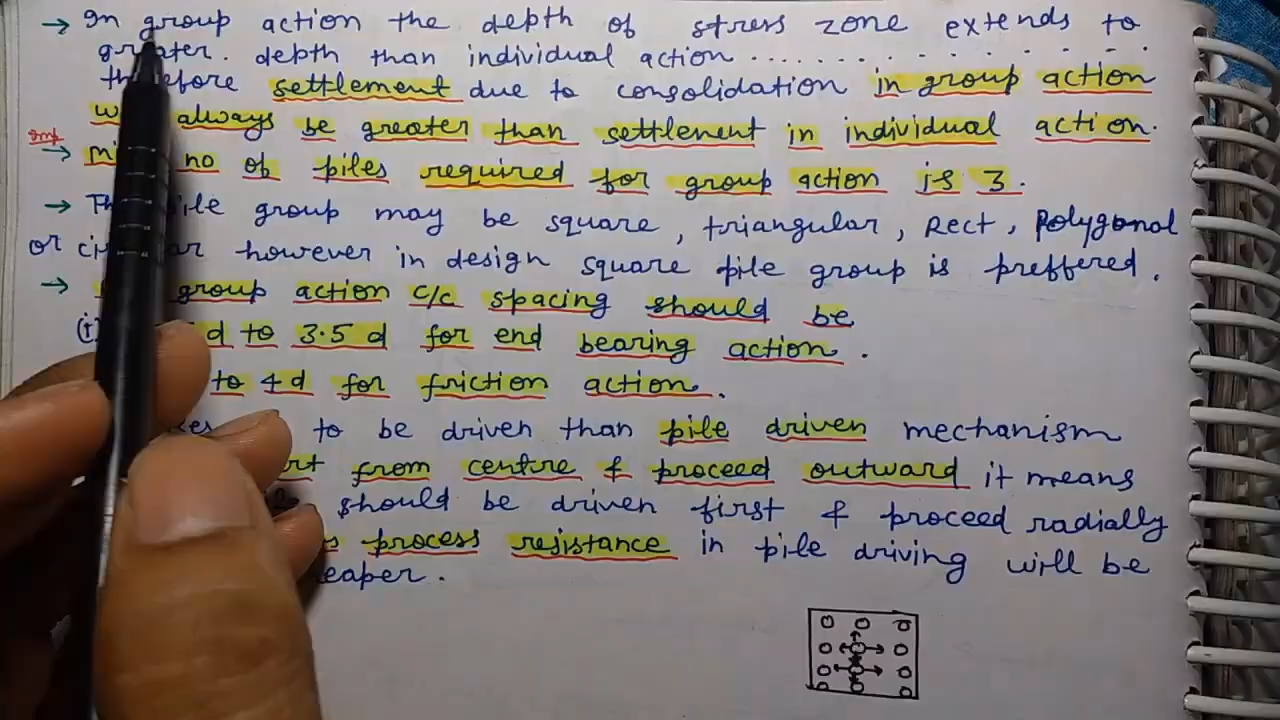 → In group action the depth of stress zone extends to
greater. depth than individual action . . . . . . . . . . . . . .
therefore settlement due to consolidation in group action
always be greater than settlement in individual action.
Imp
→ no of piles required for group action is 3.
→ pile group may be square, triangular, Rect, Polygonal
or however in design square pile group is preffered.
→ group action c/c spacing should be
(i) d to 3.5 d for end bearing action.
to 4d for friction action.
to be driven than pile driven mechanism
from centre & proceed outward it means
should be driven first & proceed radially
process resistance in pile driving will be